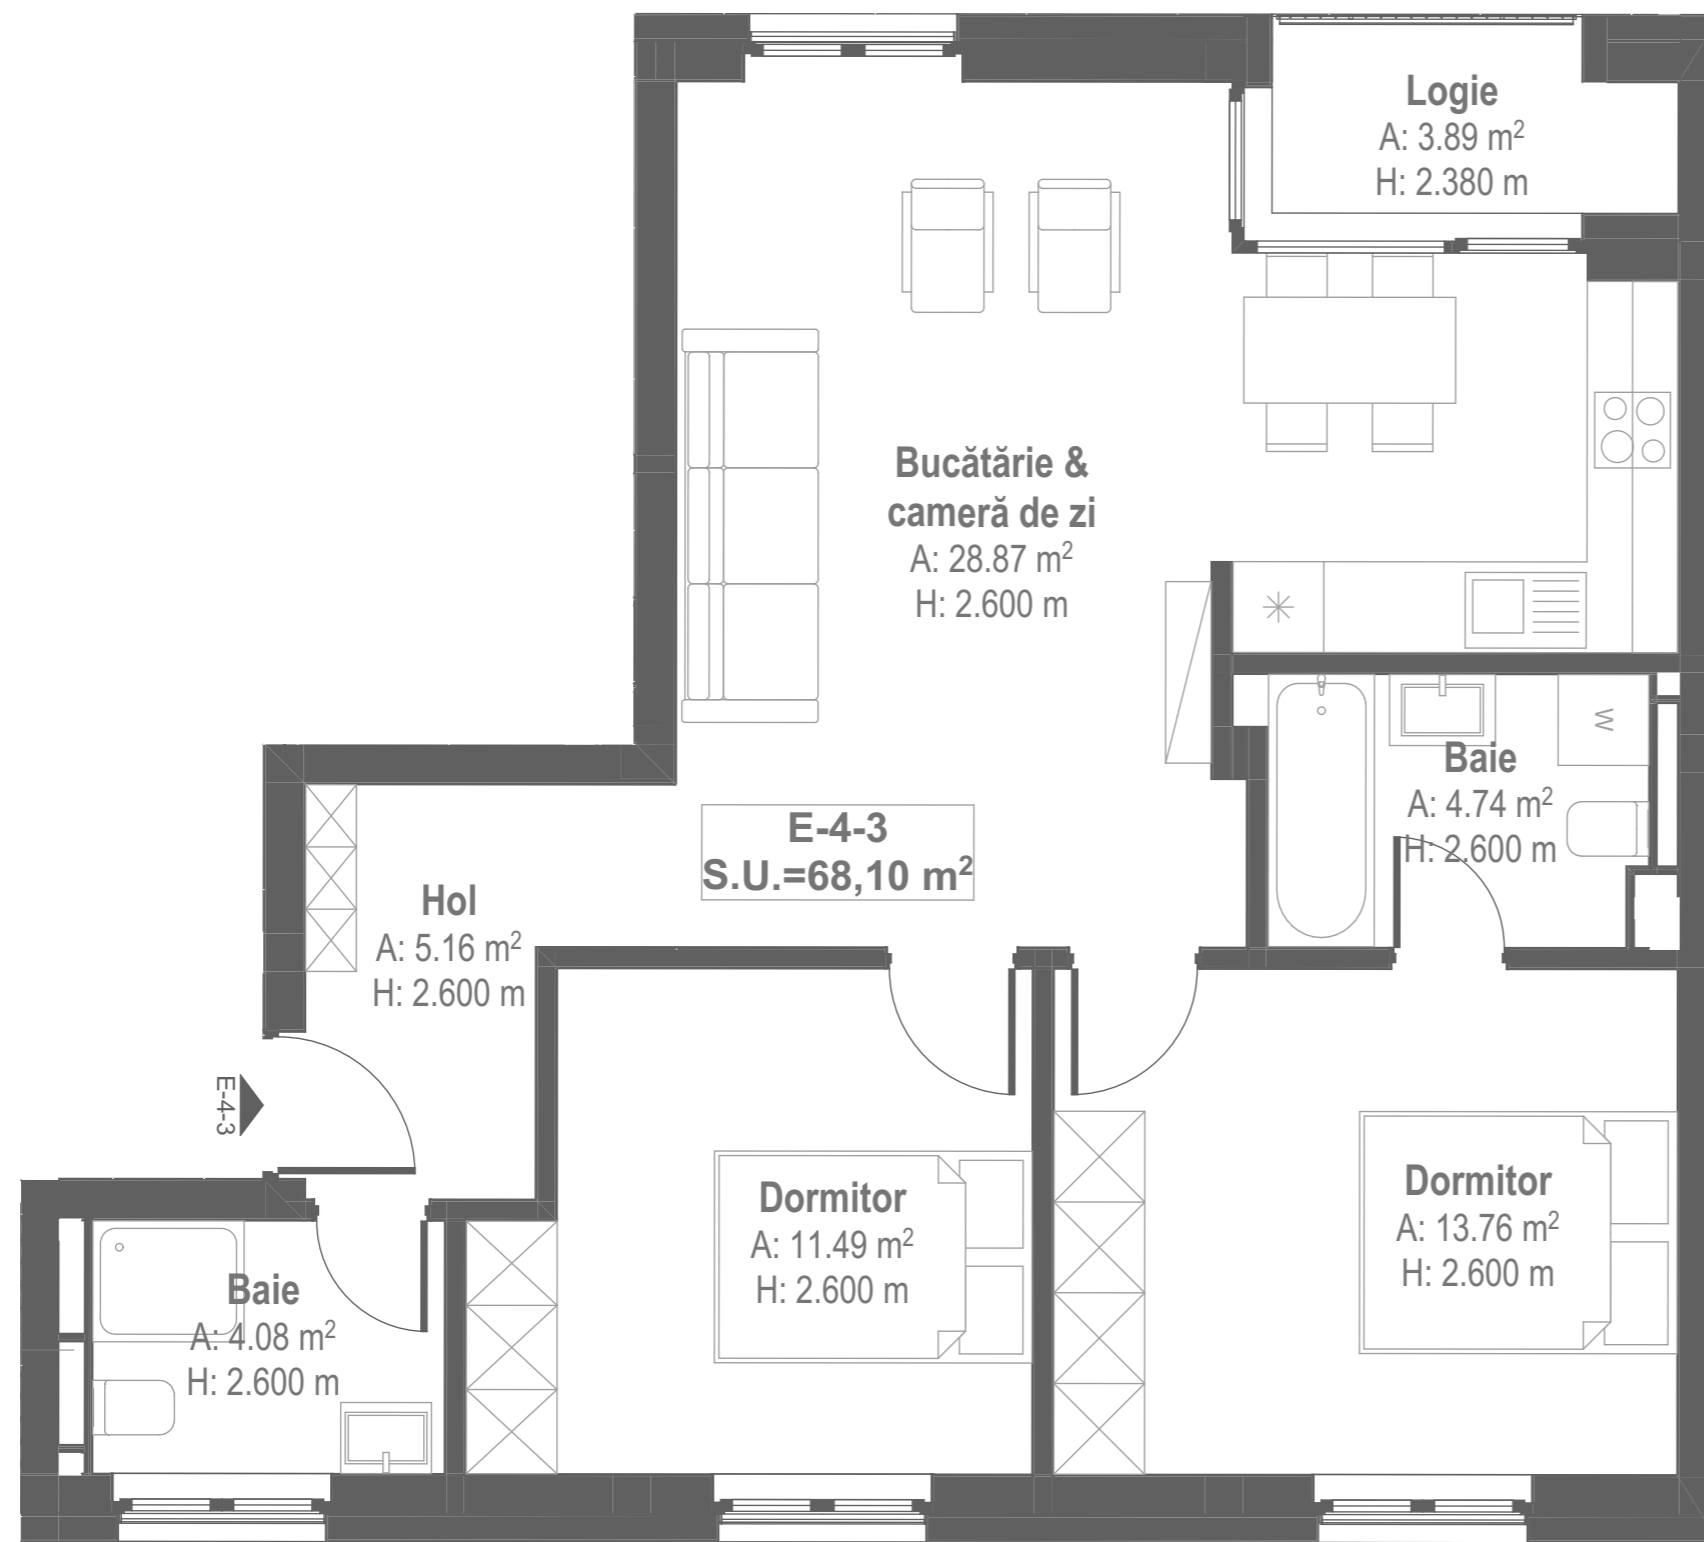 Logie
A: 3.89 m²
H: 2.380 m
Bucătărie &
cameră de zi
A: 28.87 m²
H: 2.600 m
Baie
A: 4.74 m²
H: 2.600 m
W
E-4-3
S.U.=68,10 m²
Hol
A: 5.16 m²
H: 2.600 m
E-4-3
Dormitor
A: 11.49 m²
H: 2.600 m
Dormitor
A: 13.76 m²
H: 2.600 m
Baie
A: 4.08 m²
H: 2.600 m